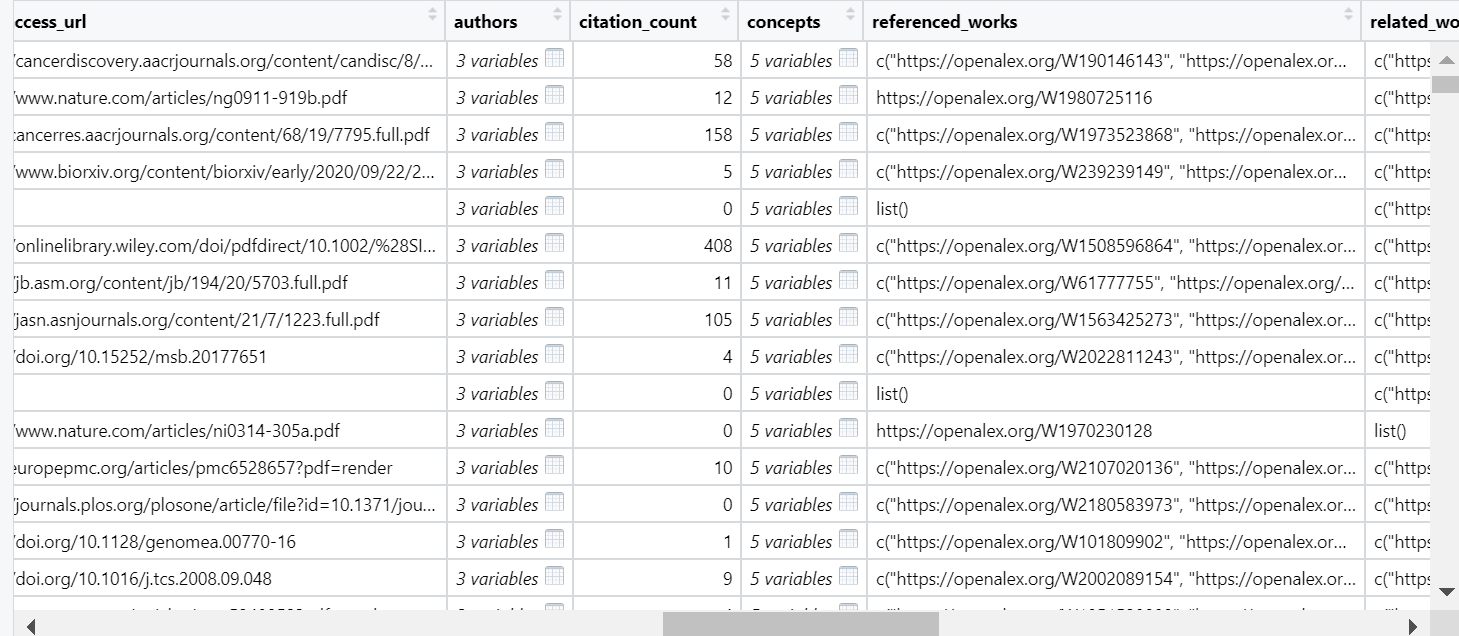 ccess_url authors citation_count concepts referenced_works related_wo
/cancerdiscovery.aacrjournals.org/content/candisc/8/... 3 variables 58 5 variables c("https://openalex.org/W190146143", "https://openalex.or... c("https
/www.nature.com/articles/ng0911-919b.pdf 3 variables 12 5 variables https://openalex.org/W1980725116 c("https
cancerres.aacrjournals.org/content/68/19/7795.full.pdf 3 variables 158 5 variables c("https://openalex.org/W1973523868", "https://openalex.or... c("https
/www.biorxiv.org/content/biorxiv/early/2020/09/22/2... 3 variables 5 5 variables c("https://openalex.org/W239239149", "https://openalex.or... c("https
3 variables 0 5 variables list() c("https
/onlinelibrary.wiley.com/doi/pdfdirect/10.1002/%28SI... 3 variables 408 5 variables c("https://openalex.org/W1508596864", "https://openalex.or... c("https
/jb.asm.org/content/jb/194/20/5703.full.pdf 3 variables 11 5 variables c("https://openalex.org/W61777755", "https://openalex.org/... c("https
/jasn.asnjournals.org/content/21/7/1223.full.pdf 3 variables 105 5 variables c("https://openalex.org/W1563425273", "https://openalex.or... c("https
/doi.org/10.15252/msb.20177651 3 variables 4 5 variables c("https://openalex.org/W2022811243", "https://openalex.or... c("https
3 variables 0 5 variables list() c("https
/www.nature.com/articles/ni0314-305a.pdf 3 variables 0 5 variables https://openalex.org/W1970230128 list()
europepmc.org/articles/pmc6528657?pdf=render 3 variables 10 5 variables c("https://openalex.org/W2107020136", "https://openalex.or... c("https
/journals.plos.org/plosone/article/file?id=10.1371/jou... 3 variables 0 5 variables c("https://openalex.org/W2180583973", "https://openalex.or... c("https
/doi.org/10.1128/genomea.00770-16 3 variables 1 5 variables c("https://openalex.org/W101809902", "https://openalex.or... c("https
/doi.org/10.1016/j.tcs.2008.09.048 3 variables 9 5 variables c("https://openalex.org/W2002089154", "https://openalex.or... c("https